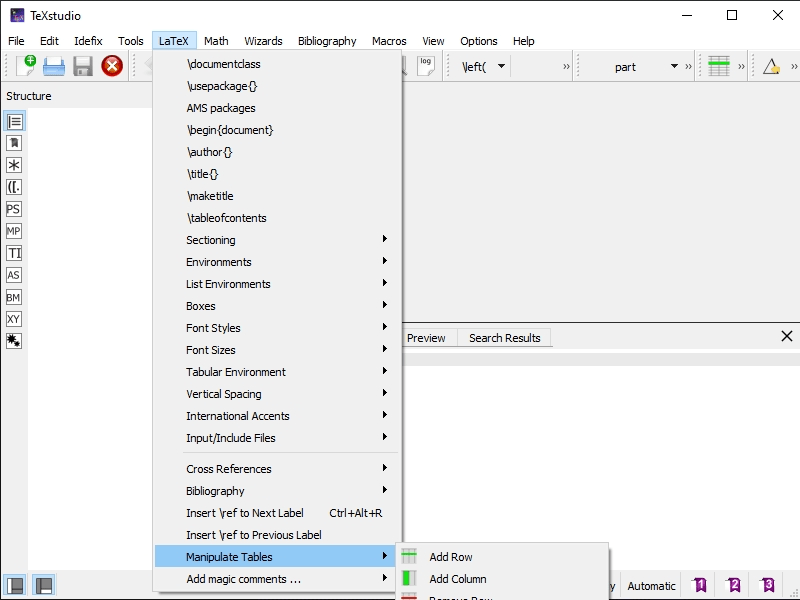 TeXstudio
File Edit Idefix Tools LaTeX Math Wizards Bibliography Macros View Options Help
log \left( » part » » »
Structure
\documentclass
\usepackage{}
AMS packages
\begin{document}
\author{}
\title{}
\maketitle
\tableofcontents
Sectioning
Environments
List Environments
Boxes
Font Styles
Font Sizes
Tabular Environment
Vertical Spacing
International Accents
Input/Include Files
Cross References
Bibliography
Insert \ref to Next Label Ctrl+Alt+R
Insert \ref to Previous Label
Manipulate Tables
Add magic comments ...
PS
MP
TI
AS
BM
XY
Preview Search Results
Add Row
Add Column
Remove Row
Automatic 1 2 3